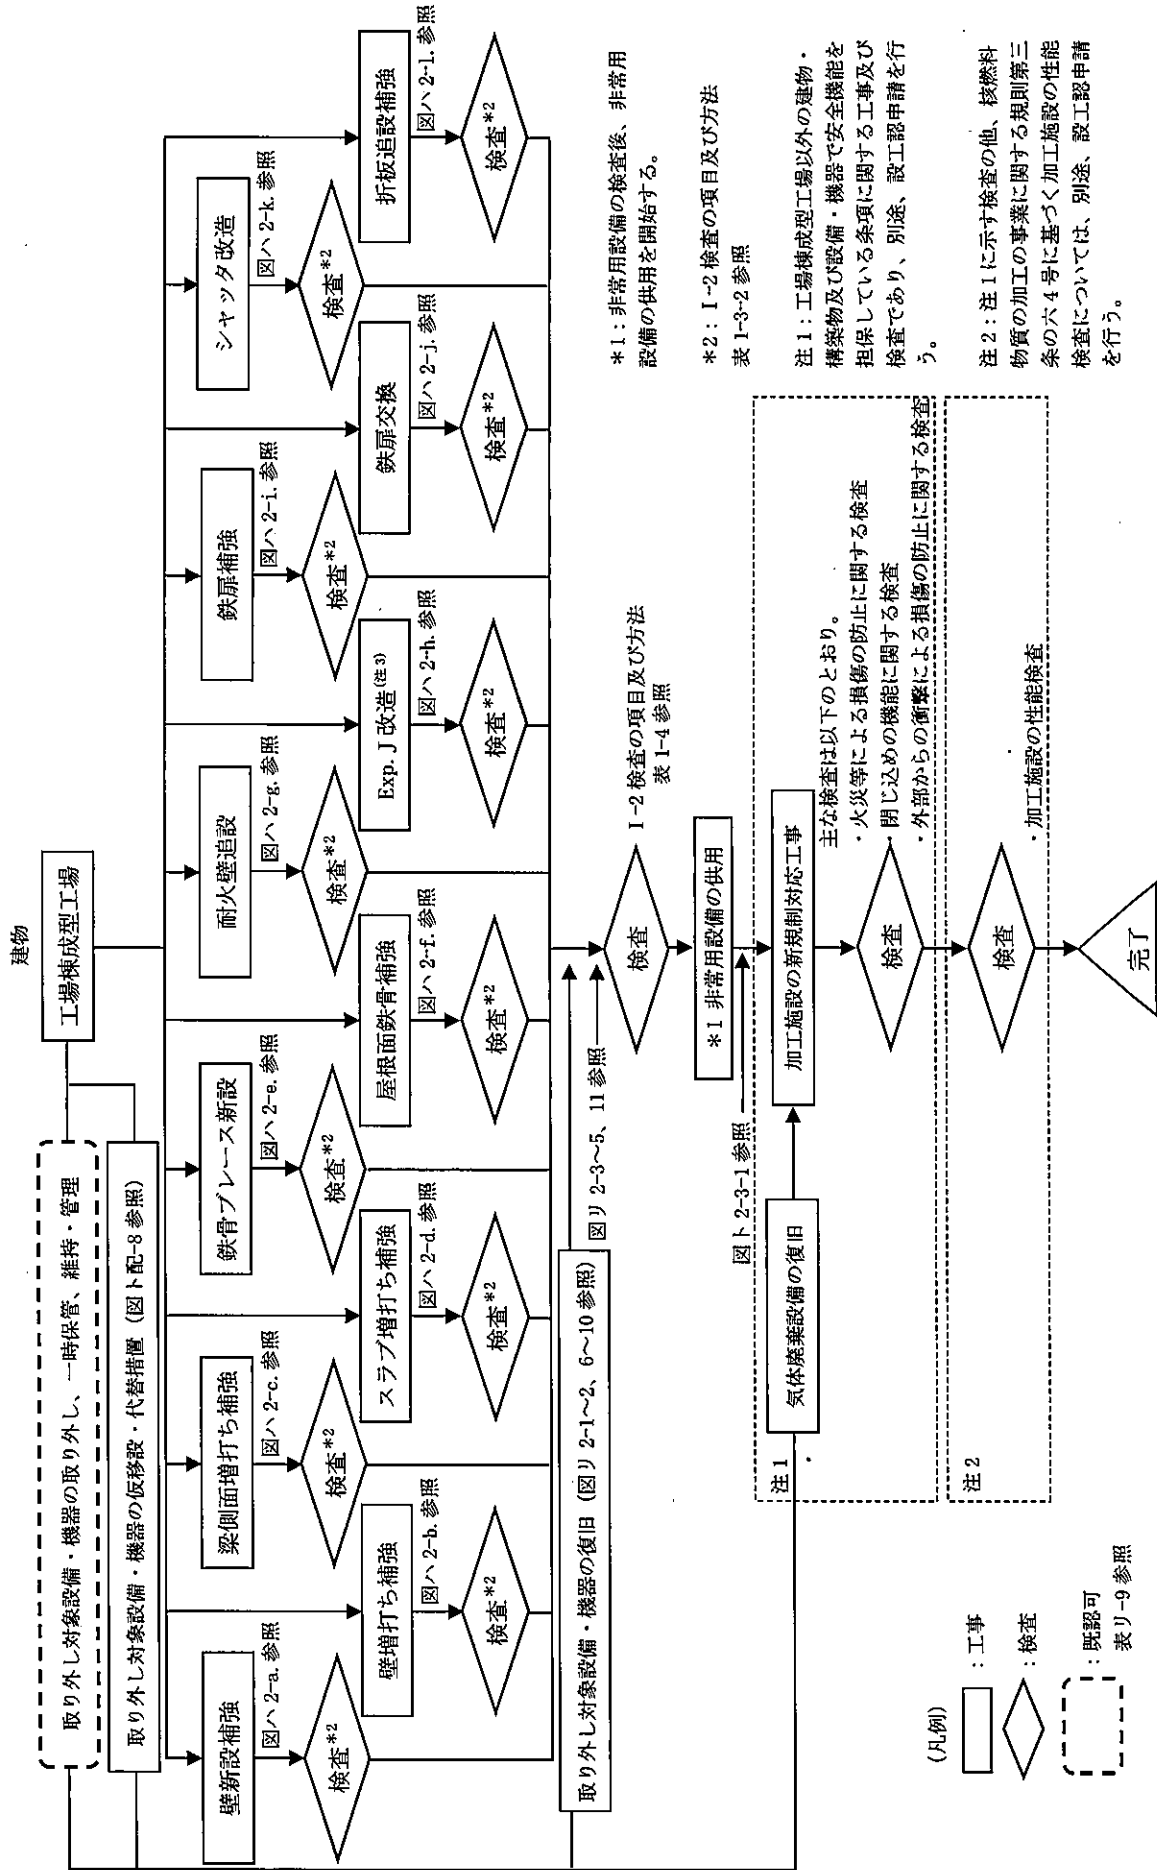 建物
工場棟成型工場
取り外し対象設備・機器の取り外し、一時保管、維持・管理
取り外し対象設備・機器の仮移設・代替措置（図ト配-8 参照）
壁新設補強
図ハ 2-a. 参照
検査*2
壁増打ち補強
図ハ 2-b. 参照
検査*2
梁側面増打ち補強
図ハ 2-c. 参照
検査*2
スラブ増打ち補強
図ハ 2-d. 参照
検査*2
鉄骨ブレース新設
図ハ 2-e. 参照
検査*2
屋根面鉄骨補強
図ハ 2-f. 参照
検査*2
耐火壁追設
図ハ 2-g. 参照
検査*2
Exp. J 改造(注3)
図ハ 2-h. 参照
検査*2
鉄扉補強
図ハ 2-i. 参照
検査*2
鉄扉交換
図ハ 2-j. 参照
検査*2
シャッタ改造
図ハ 2-k. 参照
検査*2
折板追設補強
図ハ 2-l. 参照
検査*2
取り外し対象設備・機器の復旧（図リ 2-1～2、6～10 参照）
図リ 2-3～5、11 参照
検査
I-2 検査の項目及び方法
表 1-4 参照
*1 非常用設備の供用
図ト 2-3-1 参照
注 1
気体廃棄設備の復旧
加工施設の新規制対応工事
主な検査は以下のとおり。
・火災等による損傷の防止に関する検査
・閉じ込めの機能に関する検査
・外部からの衝撃による損傷の防止に関する検査
検査
注 2
検査
・加工施設の性能検査
完了
*1：非常用設備の検査後、非常用
設備の供用を開始する。
*2：I-2 検査の項目及び方法
表 1-3-2 参照
注 1：工場棟成型工場以外の建物・
構築物及び設備・機器で安全機能を
担保している条項に関する工事及び
検査であり、別途、設工認申請を行
う。
注 2：注 1 に示す検査の他、核燃料
物質の加工の事業に関する規則第三
条の六 4 号に基づく加工施設の性能
検査については、別途、設工認申請
を行う。
(凡例)
：工事
：検査
：既認可
表リ-9 参照